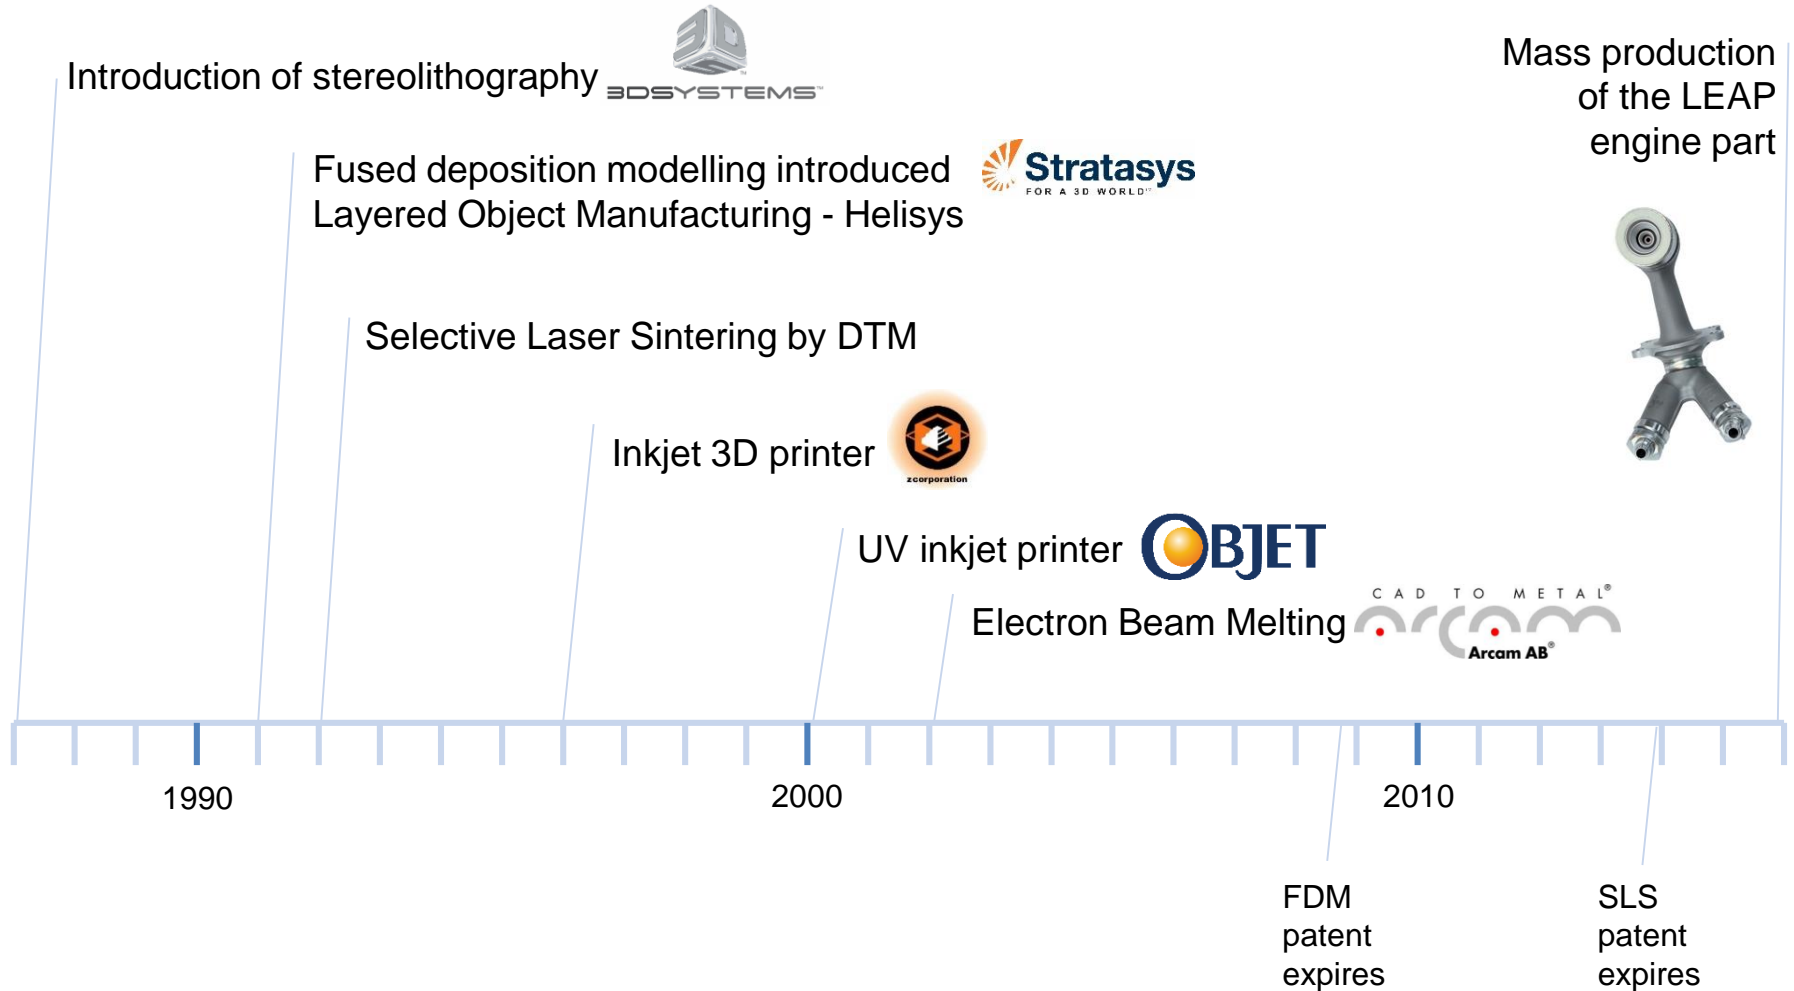 Introduction of stereolithography
3DSYSTEMS™
Mass production
of the LEAP
engine part
Fused deposition modelling introduced
Layered Object Manufacturing - Helisys
Stratasys
FOR A 3D WORLD™
Selective Laser Sintering by DTM
Inkjet 3D printer
zcorporation
UV inkjet printer
OBJET
Electron Beam Melting
CAD TO METAL®
arcam
Arcam AB®
1990
2000
2010
FDM
patent
expires
SLS
patent
expires